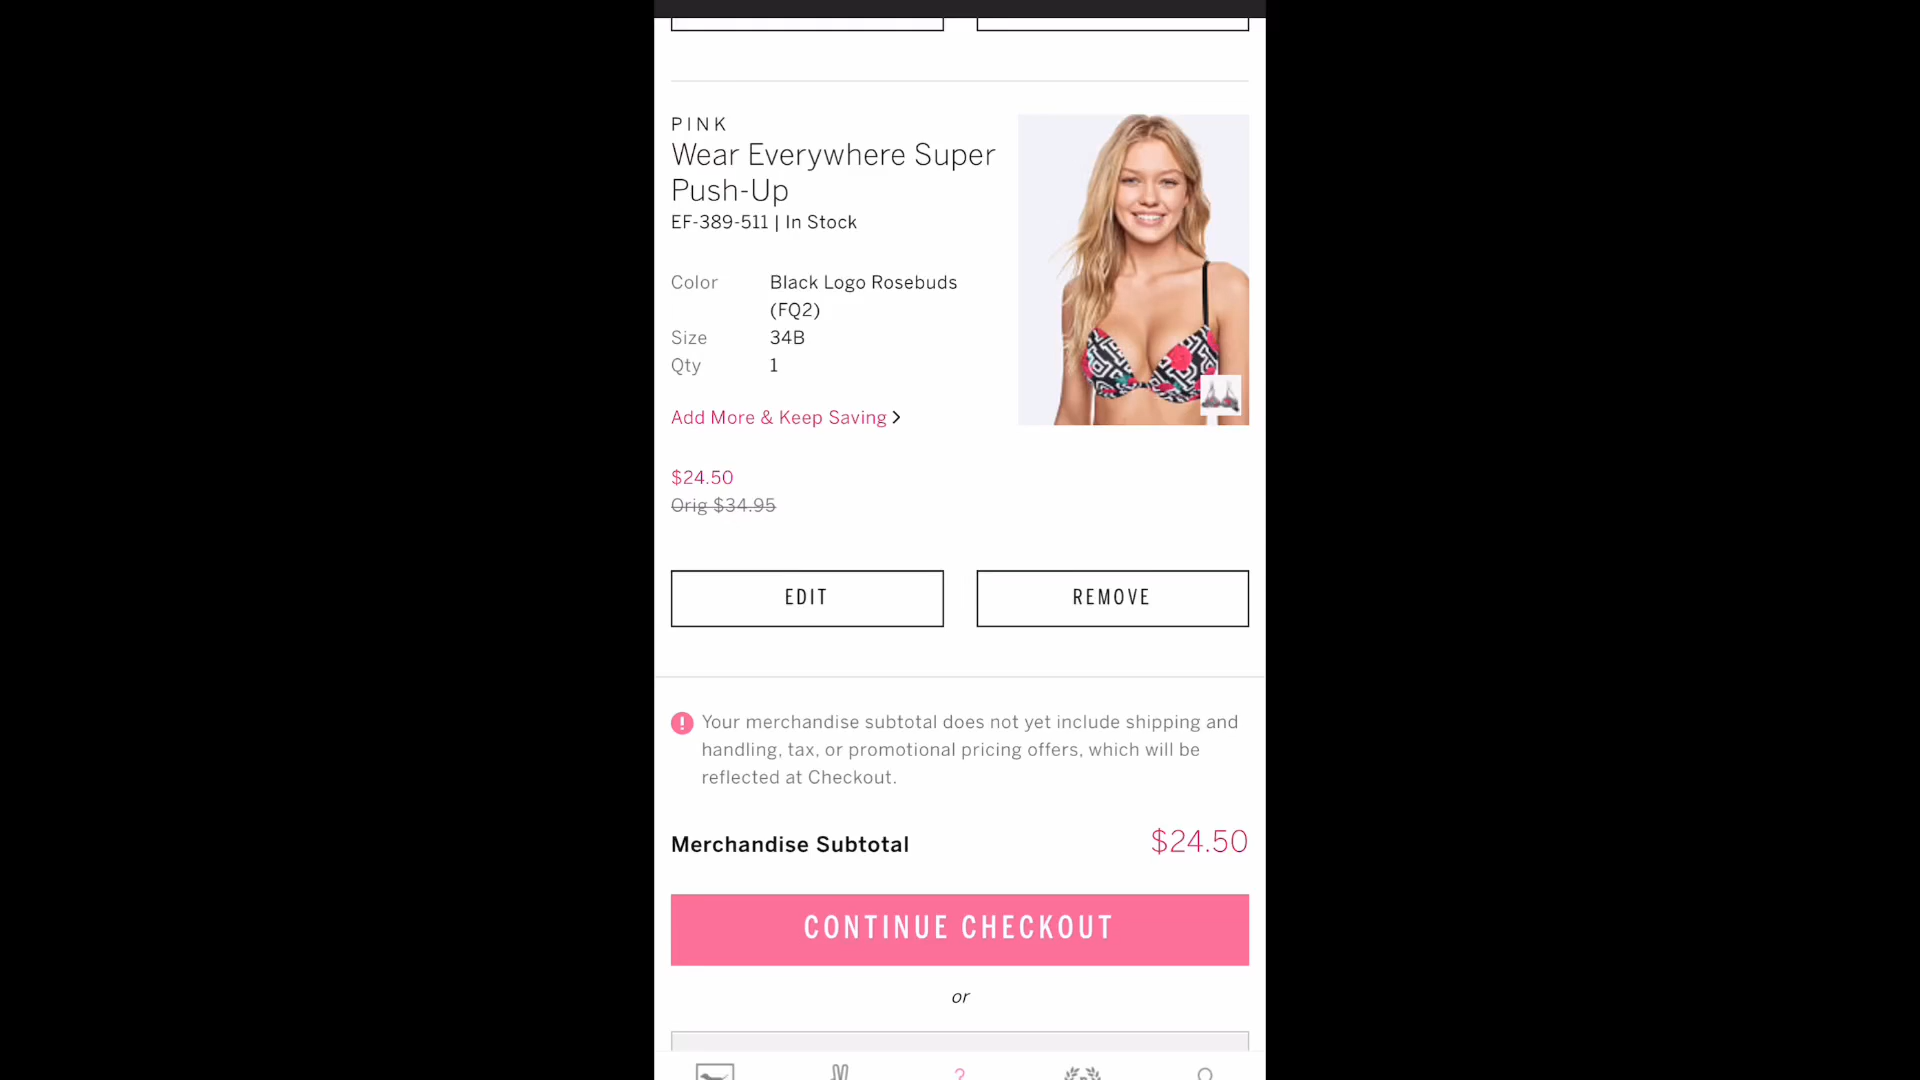 PINK
Wear Everywhere Super
Push-Up
EF-389-511 | In Stock
Color Black Logo Rosebuds
(FQ2)
Size 34B
Qty 1
Add More & Keep Saving >
$24.50
Orig $34.95
EDIT REMOVE
! Your merchandise subtotal does not yet include shipping and
handling, tax, or promotional pricing offers, which will be
reflected at Checkout.
Merchandise Subtotal $24.50
CONTINUE CHECKOUT
or